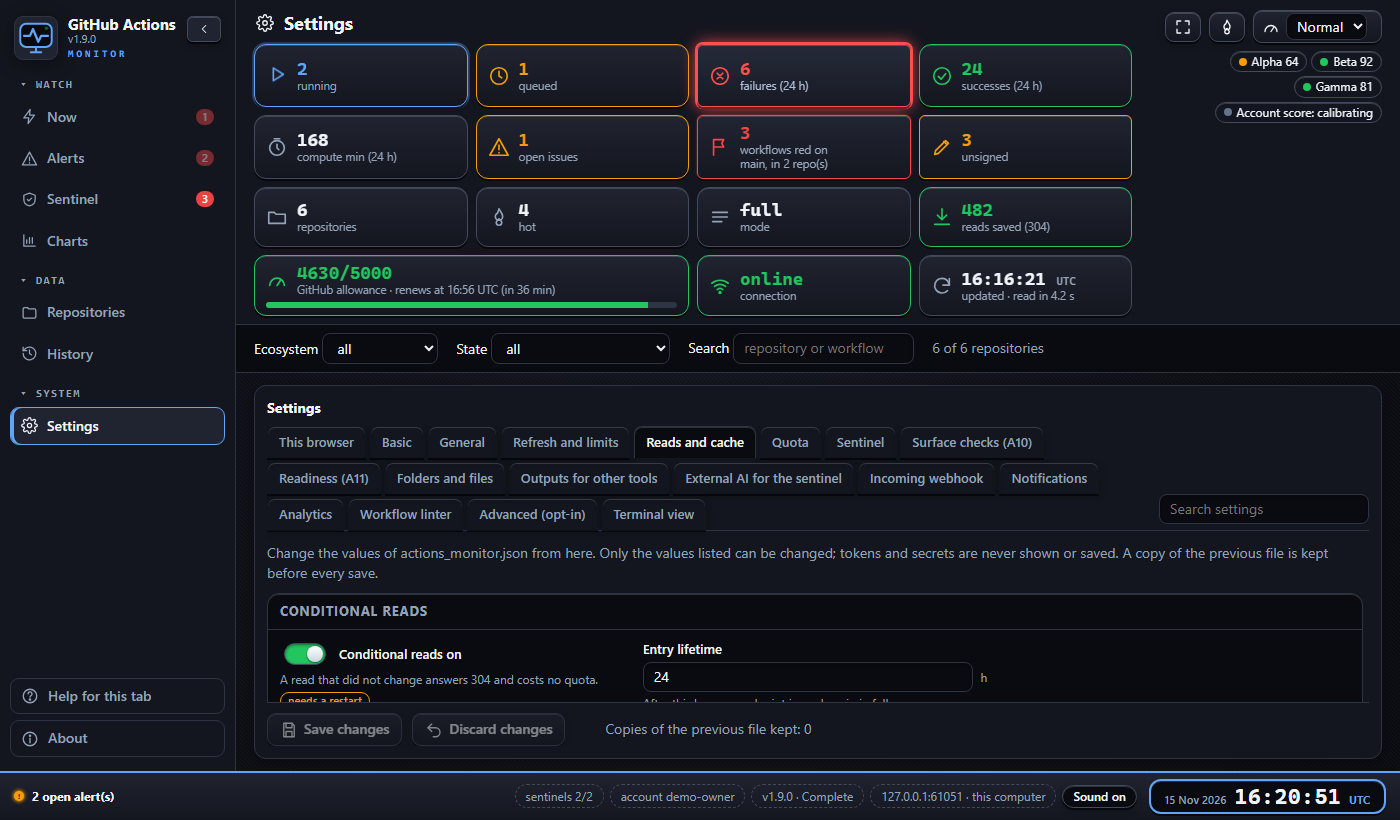 GitHub Actions
v1.9.0
MONITOR
WATCH
Now 1
Alerts 2
Sentinel 3
Charts
DATA
Repositories
History
SYSTEM
Settings
Help for this tab
About
Settings
Normal
Alpha 64 Beta 92
Gamma 81
Account score: calibrating
2
running
1
queued
6
failures (24 h)
24
successes (24 h)
168
compute min (24 h)
1
open issues
3
workflows red on
main, in 2 repo(s)
3
unsigned
6
repositories
4
hot
full
mode
482
reads saved (304)
4630/5000
GitHub allowance · renews at 16:56 UTC (in 36 min)
online
connection
16:16:21 UTC
updated · read in 4.2 s
Ecosystem all State all Search repository or workflow 6 of 6 repositories
Settings
This browser Basic General Refresh and limits Reads and cache Quota Sentinel Surface checks (A10)
Readiness (A11) Folders and files Outputs for other tools External AI for the sentinel Incoming webhook Notifications
Analytics Workflow linter Advanced (opt-in) Terminal view Search settings
Change the values of actions_monitor.json from here. Only the values listed can be changed; tokens and secrets are never shown or saved. A copy of the previous file is kept
before every save.
CONDITIONAL READS
Conditional reads on
A read that did not change answers 304 and costs no quota.
needs a restart
Entry lifetime
24 h
Save changes Discard changes Copies of the previous file kept: 0
2 open alert(s) sentinels 2/2 account demo-owner v1.9.0 · Complete 127.0.0.1:61051 · this computer Sound on 15 Nov 2026 16:20:51 UTC